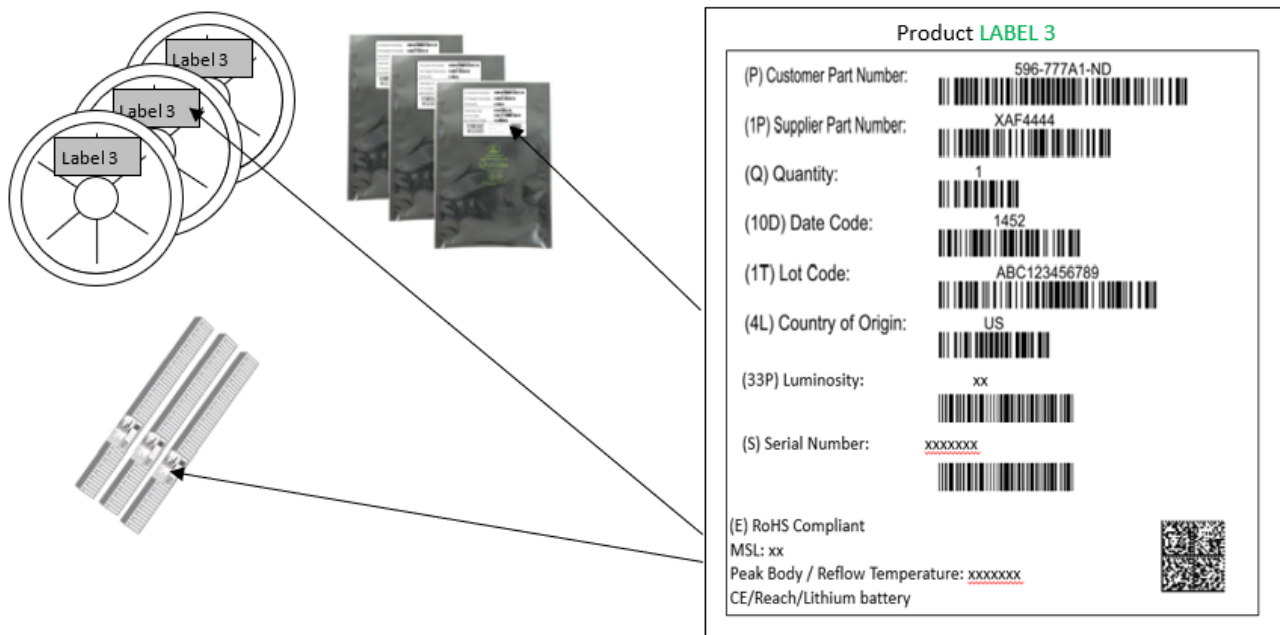 Label 3
Label 3
Label 3
Product LABEL 3
(P) Customer Part Number:
596-777A1-ND
(1P) Supplier Part Number:
XAF4444
(Q) Quantity:
1
(10D) Date Code:
1452
(1T) Lot Code:
ABC123456789
(4L) Country of Origin:
US
(33P) Luminosity:
xx
(S) Serial Number:
xxxxxxx
(E) RoHS Compliant
MSL: xx
Peak Body / Reflow Temperature: xxxxxxx
CE/Reach/Lithium battery